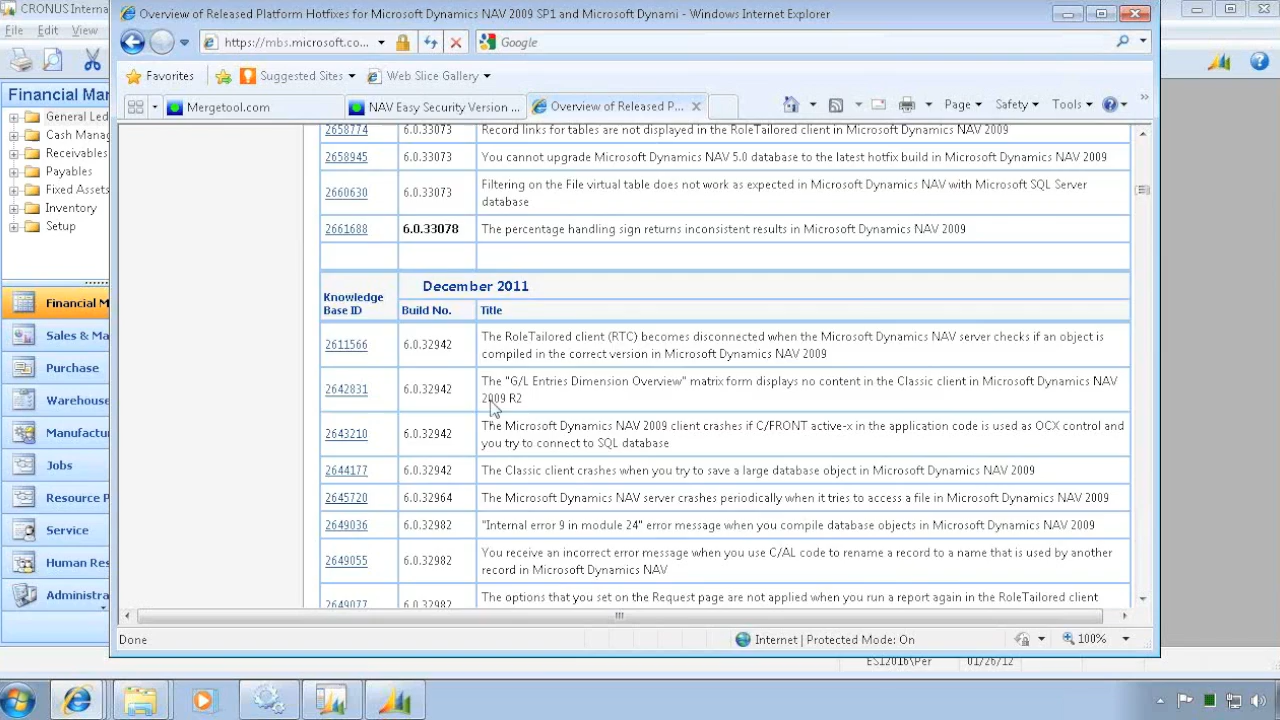 CRONUS Interna
Overview of Released Platform Hotfixes for Microsoft Dynamics NAV 2009 SP1 and Microsoft Dynami - Windows Internet Explorer
File Edit View
https://mbs.microsoft.co...
Google
Favorites
Suggested Sites
Web Slice Gallery
Financial Mar
Mergetool.com
NAV Easy Security Version ...
Overview of Released P...
Page
Safety
Tools
General Led
Cash Manag
Receivables
Payables
Fixed Assets
Inventory
Setup
2658774 6.0.33073 Record links for tables are not displayed in the RoleTailored client in Microsoft Dynamics NAV 2009
2658945 6.0.33073 You cannot upgrade Microsoft Dynamics NAV 5.0 database to the latest hotfix build in Microsoft Dynamics NAV 2009
2660630 6.0.33073 Filtering on the File virtual table does not work as expected in Microsoft Dynamics NAV with Microsoft SQL Server
database
2661688 6.0.33078 The percentage handling sign returns inconsistent results in Microsoft Dynamics NAV 2009
December 2011
Knowledge
Base ID Build No. Title
2611566 6.0.32942 The RoleTailored client (RTC) becomes disconnected when the Microsoft Dynamics NAV server checks if an object is
compiled in the correct version in Microsoft Dynamics NAV 2009
2642831 6.0.32942 The "G/L Entries Dimension Overview" matrix form displays no content in the Classic client in Microsoft Dynamics NAV
2009 R2
2643210 6.0.32942 The Microsoft Dynamics NAV 2009 client crashes if C/FRONT active-x in the application code is used as OCX control and
you try to connect to SQL database
2644177 6.0.32942 The Classic client crashes when you try to save a large database object in Microsoft Dynamics NAV 2009
2645720 6.0.32964 The Microsoft Dynamics NAV server crashes periodically when it tries to access a file in Microsoft Dynamics NAV 2009
2649036 6.0.32982 "Internal error 9 in module 24" error message when you compile database objects in Microsoft Dynamics NAV 2009
2649055 6.0.32982 You receive an incorrect error message when you use C/AL code to rename a record to a name that is used by another
record in Microsoft Dynamics NAV
2649077 6.0.32982 The options that you set on the Request page are not applied when you run a report again in the RoleTailored client
Financial M
Sales & Ma
Purchase
Warehouse
Manufactu
Jobs
Resource P
Service
Human Res
Administra
Done
Internet | Protected Mode: On
100%
ES12016\Per
01/26/12